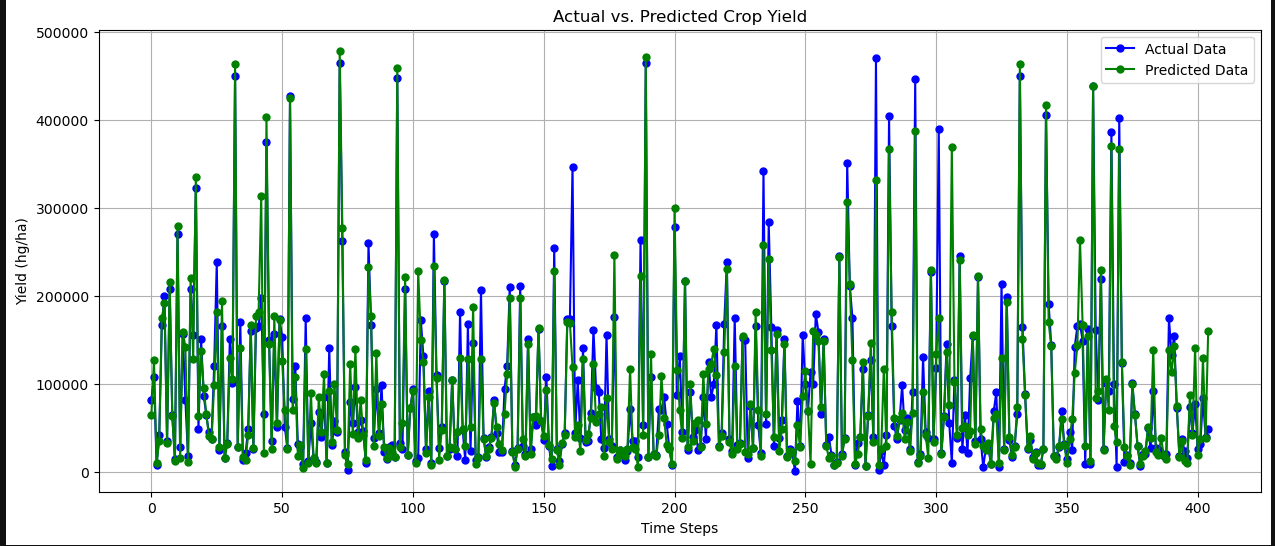 Actual vs. Predicted Crop Yield
Actual Data
Predicted Data
Yield (hg/ha)
500000
400000
300000
200000
100000
0
0 50 100 150 200 250 300 350 400
Time Steps